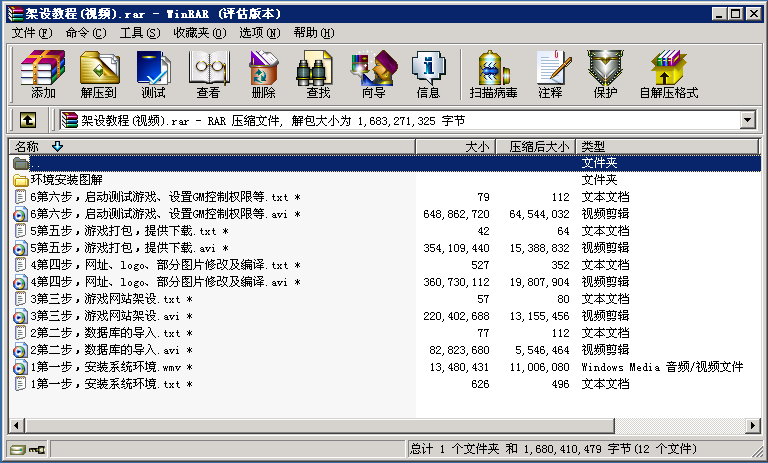 架设教程(视频).rar - WinRAR (评估版本)
文件(F) 命令(C) 工具(S) 收藏夹(O) 选项(N) 帮助(H)
添加 解压到 测试 查看 删除 查找 向导 信息 扫描病毒 注释 保护 自解压格式
架设教程(视频).rar - RAR 压缩文件, 解包大小为 1,683,271,325 字节
名称 大小 压缩后大小 类型
.. 文件夹
环境安装图解 文件夹
6第六步，启动测试游戏、设置GM控制权限等.txt * 79 112 文本文档
6第六步，启动测试游戏、设置GM控制权限等.avi * 648,862,720 64,544,032 视频剪辑
5第五步，游戏打包，提供下载.txt * 42 64 文本文档
5第五步，游戏打包，提供下载.avi * 354,109,440 15,388,832 视频剪辑
4第四步，网址、logo、部分图片修改及编译.txt * 527 352 文本文档
4第四步，网址、logo、部分图片修改及编译.avi * 360,730,112 19,807,904 视频剪辑
3第三步，游戏网站架设.txt * 57 80 文本文档
3第三步，游戏网站架设.avi * 220,402,688 13,155,456 视频剪辑
2第二步，数据库的导入.txt * 77 112 文本文档
2第二步，数据库的导入.avi * 82,823,680 5,546,464 视频剪辑
1第一步，安装系统环境.wmv * 13,480,431 11,006,080 Windows Media 音频/视频文件
1第一步，安装系统环境.txt * 626 496 文本文档
总计 1 个文件夹 和 1,680,410,479 字节(12 个文件)